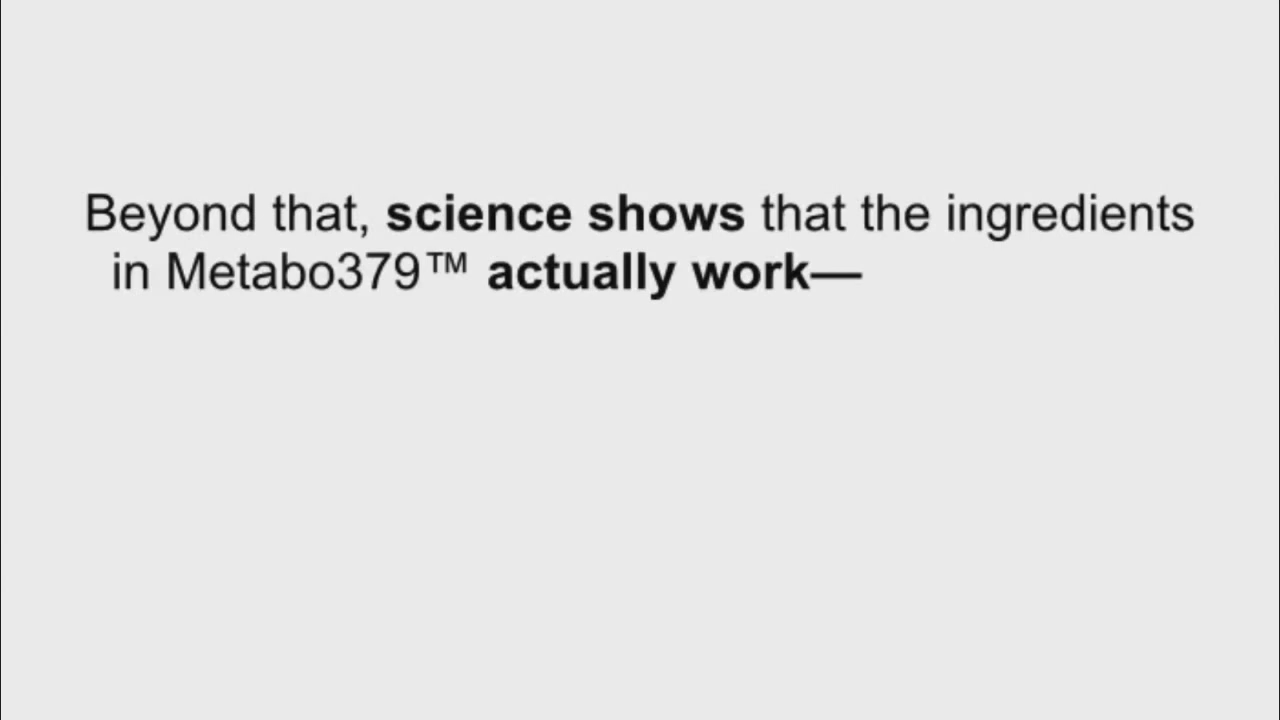 Beyond that, science shows that the ingredients
in Metabo379™ actually work—